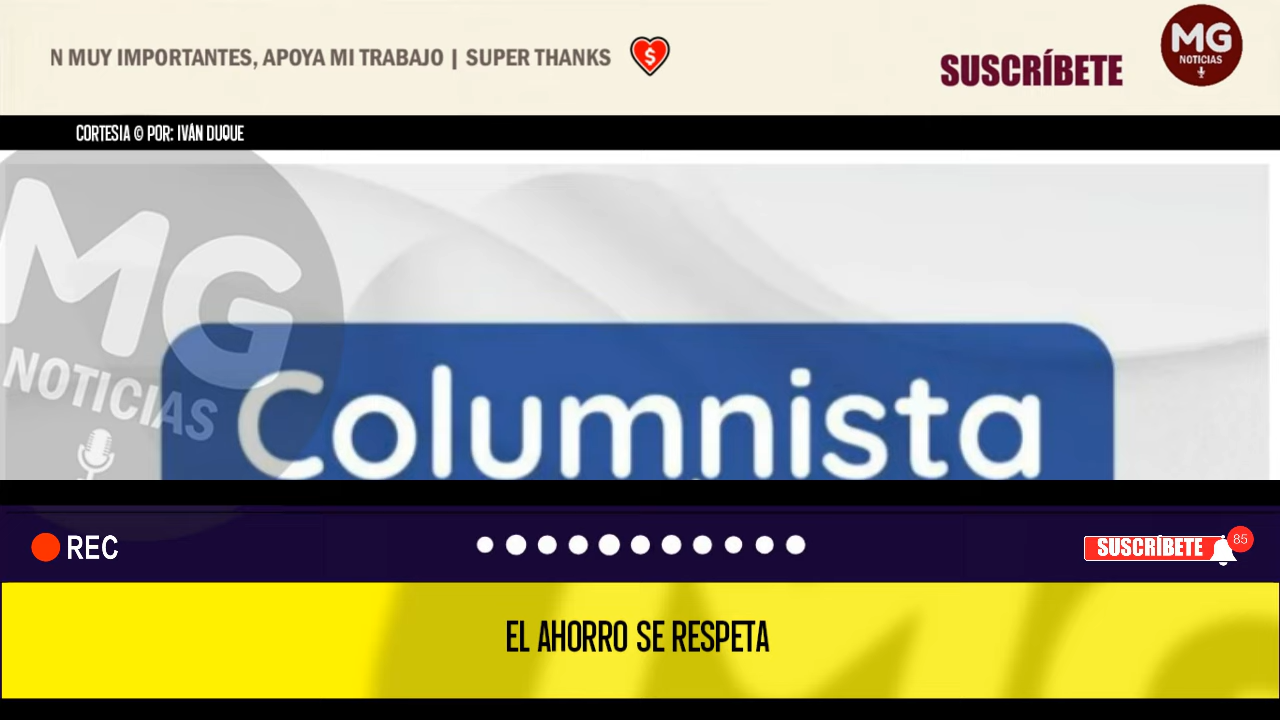 N MUY IMPORTANTES, APOYA MI TRABAJO | SUPER THANKS
$
SUSCRÍBETE
MG
NOTICIAS
CORTESIA © POR: IVÁN DUQUE
MG
NOTICIAS
Columnista
REC
SUSCRÍBETE
85
EL AHORRO SE RESPETA